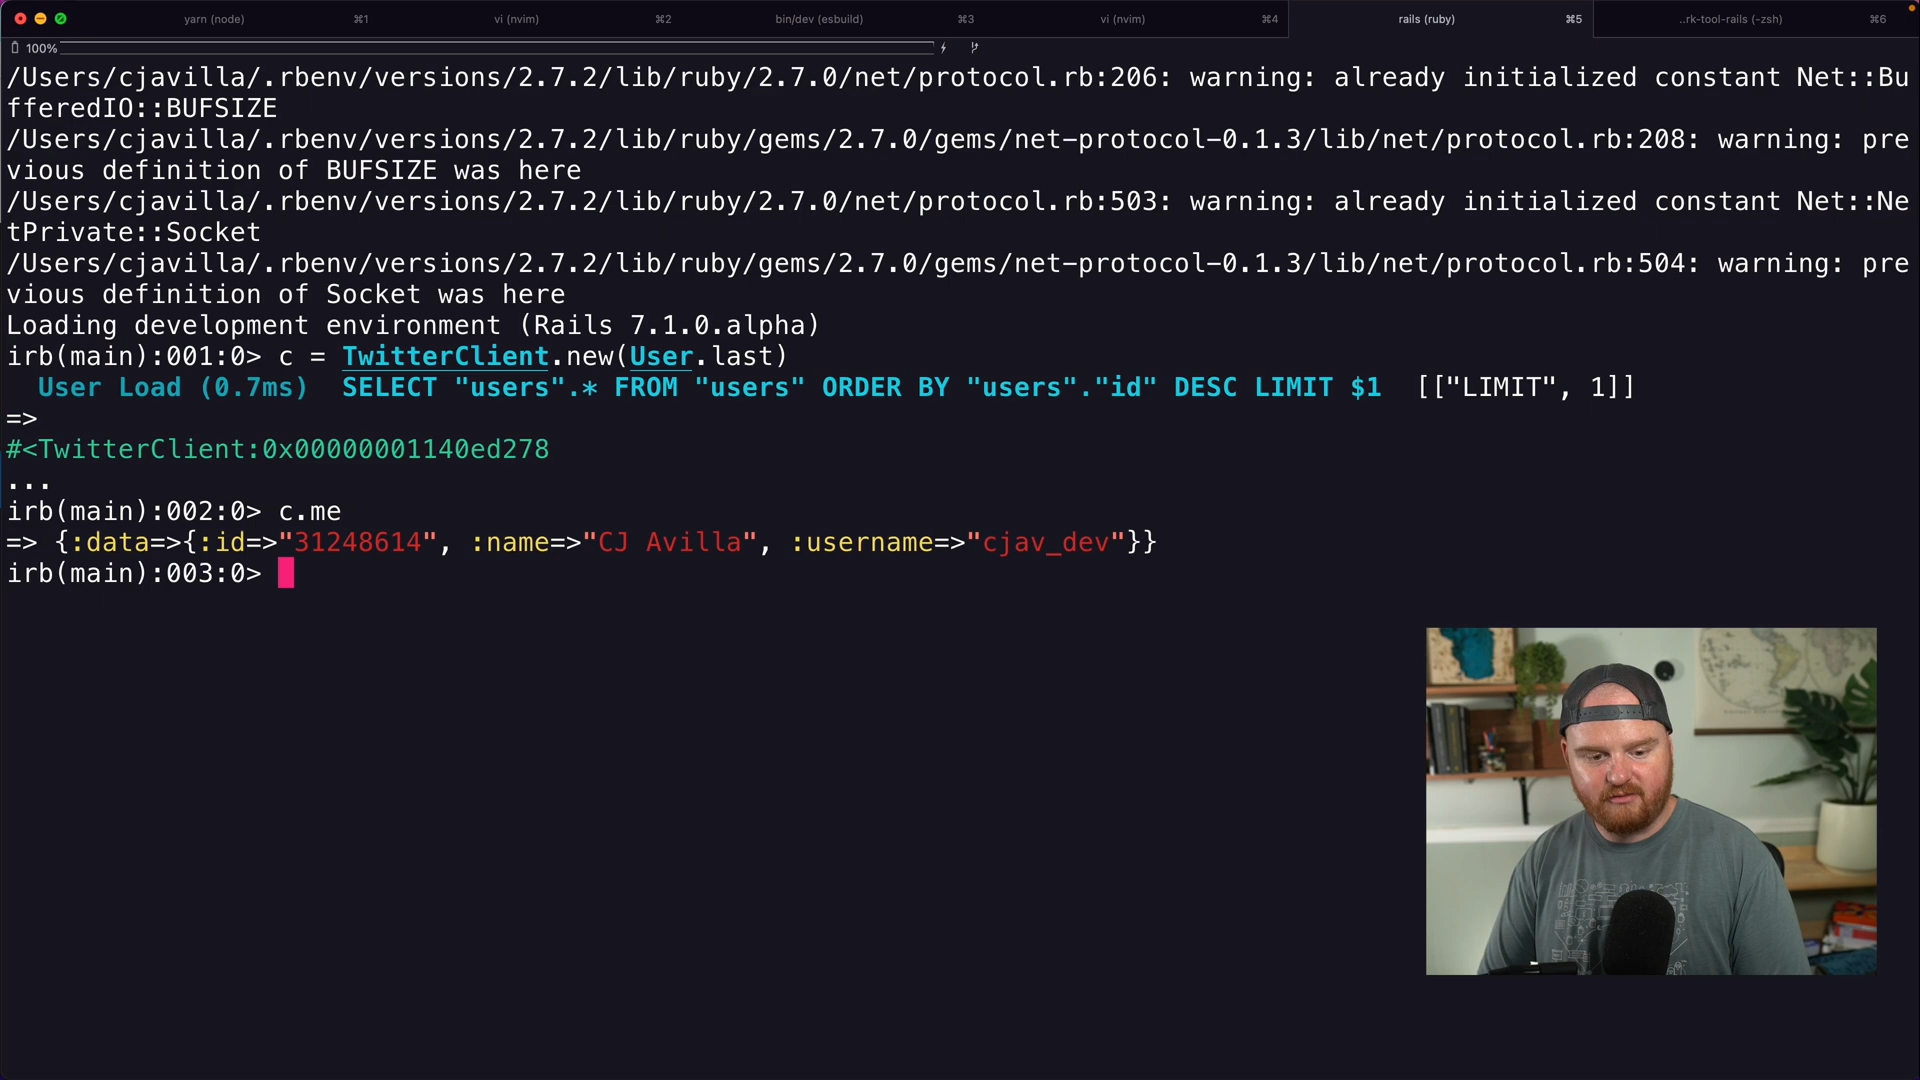 yarn (node) ⌘1 vi (nvim) ⌘2 bin/dev (esbuild) ⌘3 vi (nvim) ⌘4 rails (ruby) ⌘5 ..rk-tool-rails (-zsh) ⌘6
100%
/Users/cjavilla/.rbenv/versions/2.7.2/lib/ruby/2.7.0/net/protocol.rb:206: warning: already initialized constant Net::Bu
fferedIO::BUFSIZE
/Users/cjavilla/.rbenv/versions/2.7.2/lib/ruby/gems/2.7.0/gems/net-protocol-0.1.3/lib/net/protocol.rb:208: warning: pre
vious definition of BUFSIZE was here
/Users/cjavilla/.rbenv/versions/2.7.2/lib/ruby/2.7.0/net/protocol.rb:503: warning: already initialized constant Net::Ne
tPrivate::Socket
/Users/cjavilla/.rbenv/versions/2.7.2/lib/ruby/gems/2.7.0/gems/net-protocol-0.1.3/lib/net/protocol.rb:504: warning: pre
vious definition of Socket was here
Loading development environment (Rails 7.1.0.alpha)
irb(main):001:0> c = TwitterClient.new(User.last)
User Load (0.7ms)  SELECT "users".* FROM "users" ORDER BY "users"."id" DESC LIMIT $1  [["LIMIT", 1]]
=>
#<TwitterClient:0x00000001140ed278
...
irb(main):002:0> c.me
=> {:data=>{:id=>"31248614", :name=>"CJ Avilla", :username=>"cjav_dev"}}
irb(main):003:0>